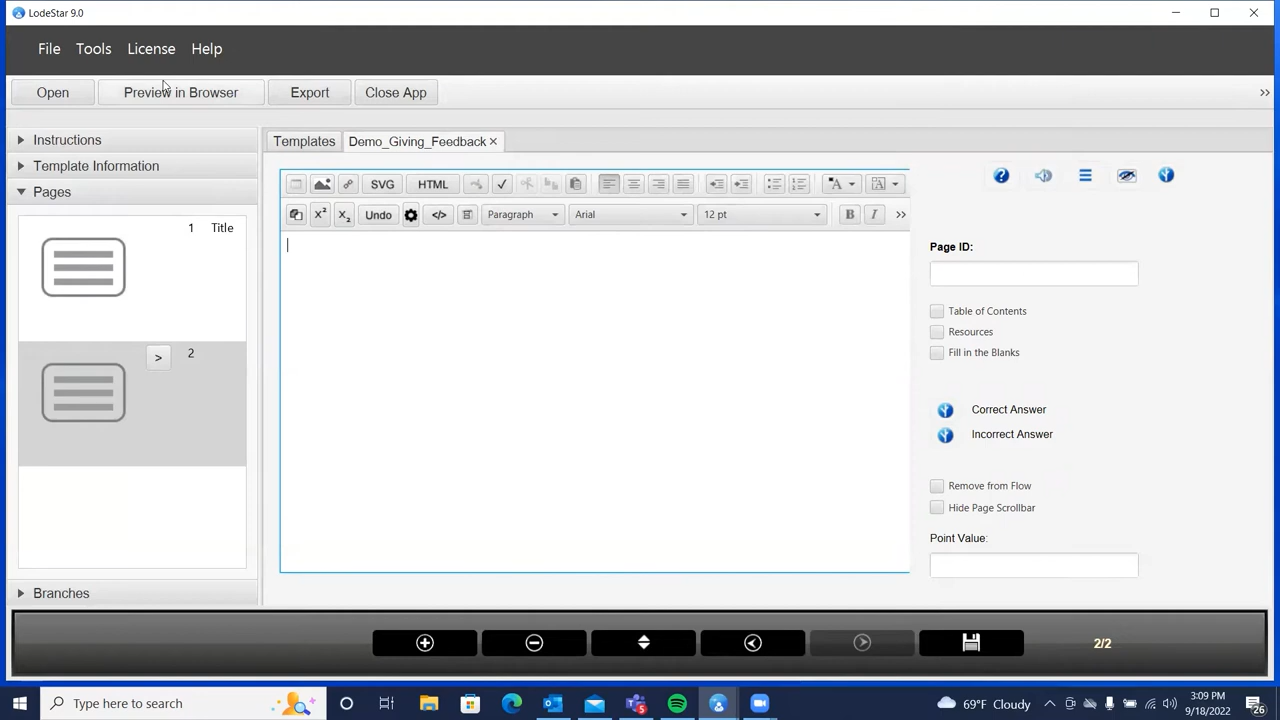 LodeStar 9.0
File Tools License Help
Open Preview in Browser Export Close App >>
Instructions
Template Information
Pages
1 Title
> 2
Branches
Templates Demo_Giving_Feedback ×
SVG HTML A A
X² X₂ Undo </> Paragraph Arial 12 pt B I >>
Page ID:
Table of Contents
Resources
Fill in the Blanks
Correct Answer
Incorrect Answer
Remove from Flow
Hide Page Scrollbar
Point Value:
2/2
Type here to search
69°F Cloudy
3:09 PM
9/18/2022
26